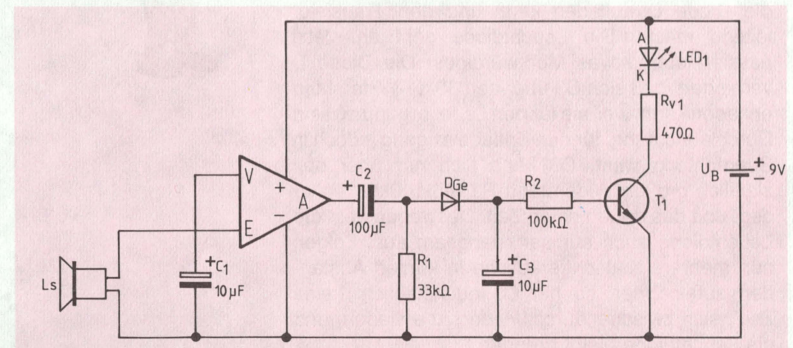 A
LED1
K
Rv1
470Ω
UB
+
−
9V
C2
+
100µF
DGe
R2
100kΩ
T1
V
+
−
A
E
R1
33kΩ
+
C3
10µF
+
C1
10µF
Ls